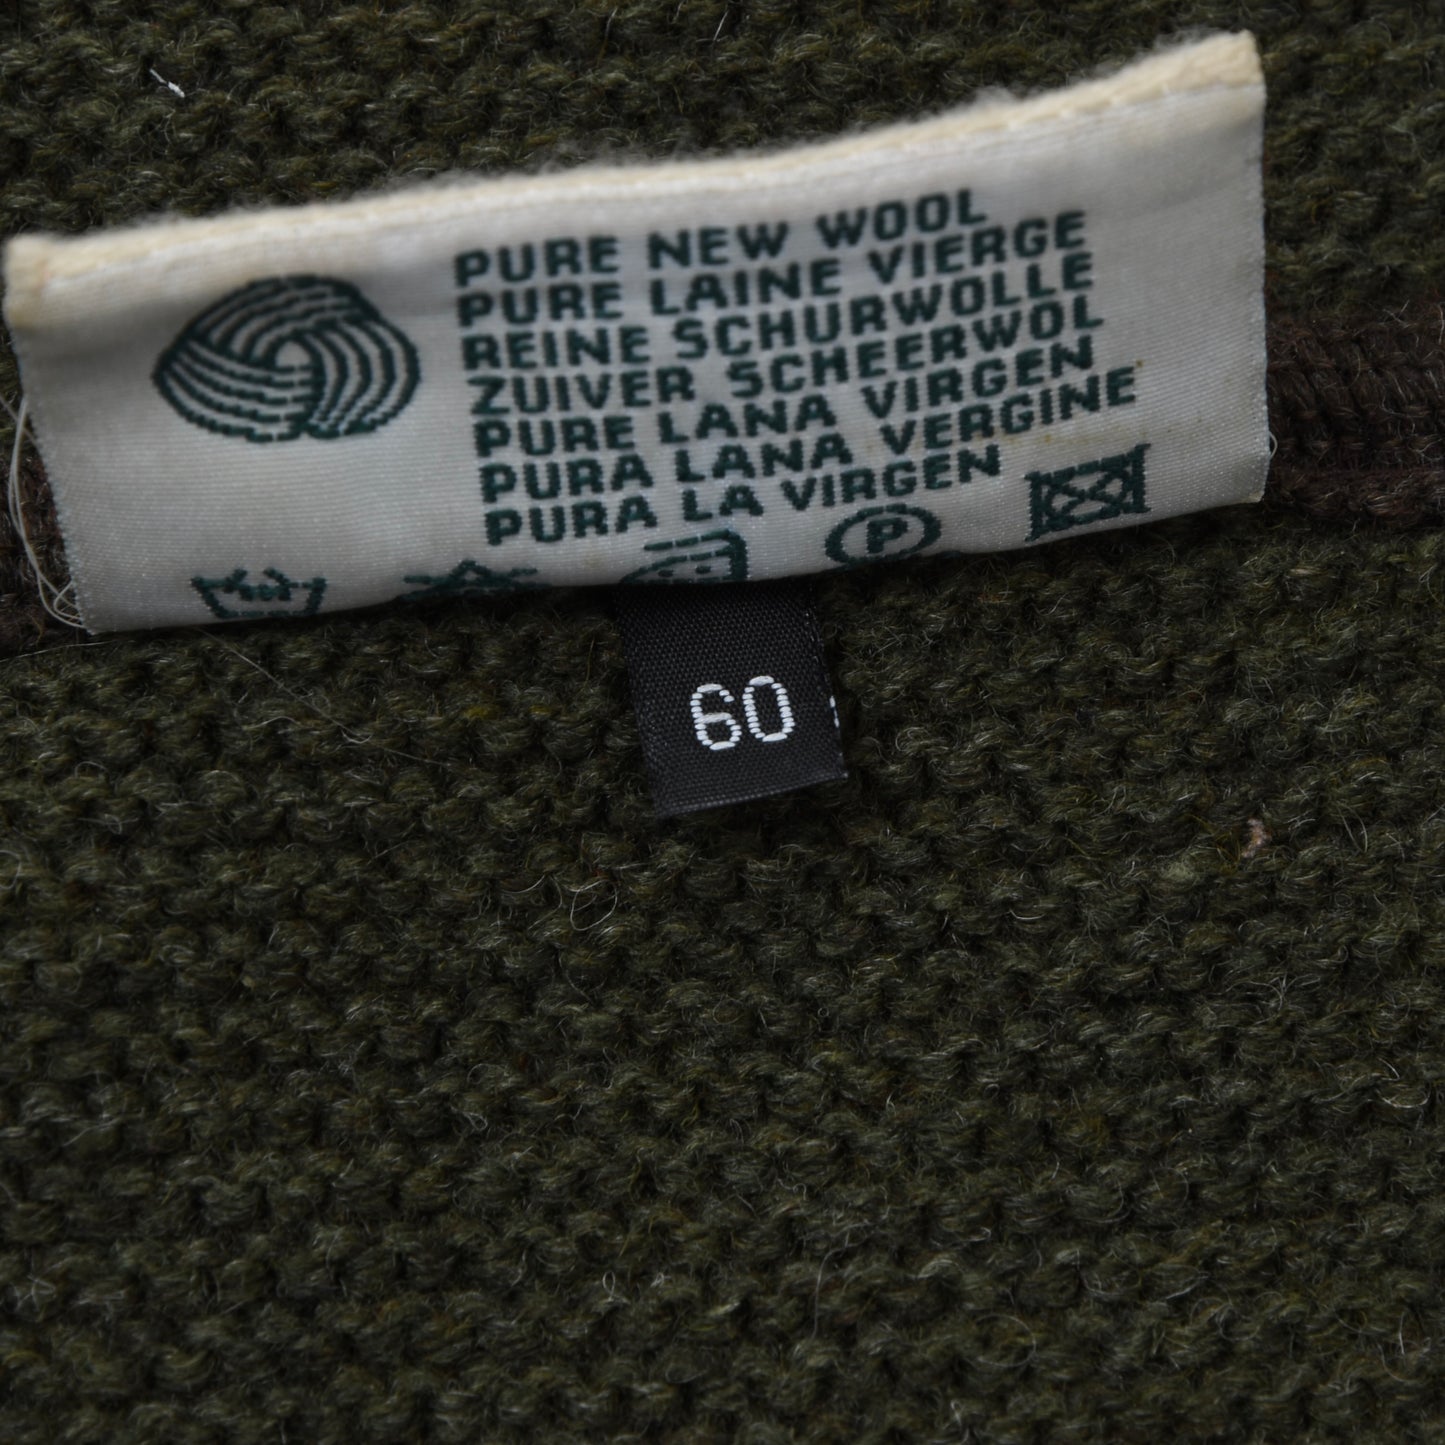 PURE NEW WOOL
PURE LAINE VIERGE
REINE SCHURWOLLE
ZUIVER SCHEERWOL
PURE LANA VIRGEN
PURA LANA VERGINE
PURA LA VIRGEN
P
60